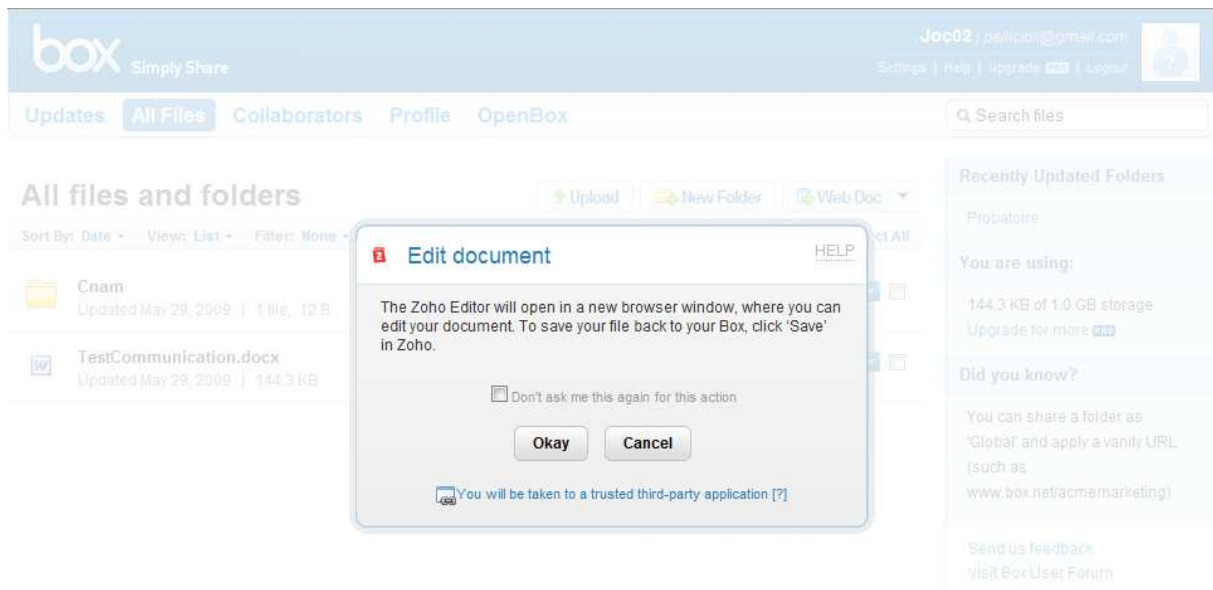 box Simply Share
Joc02 | pellicioli@gmail.com
Settings | Help | Upgrade PRO | Logout
Updates All Files Collaborators Profile OpenBox
Search files
All files and folders
Upload New Folder Web Doc
Sort By: Date View: List Filter: None
ct All
Cnam
Updated May 29, 2009 | 1 file, 12 B
TestCommunication.docx
Updated May 29, 2009 | 144.3 KB
Edit document
HELP
The Zoho Editor will open in a new browser window, where you can
edit your document. To save your file back to your Box, click ‘Save’
in Zoho.
Don't ask me this again for this action
Okay Cancel
You will be taken to a trusted third-party application [?]
Recently Updated Folders
Probatoire
You are using:
144.3 KB of 1.0 GB storage
Upgrade for more PRO
Did you know?
You can share a folder as
'Global' and apply a vanity URL
(such as
www.box.net/acmemarketing)
Send us feedback
Visit Box User Forum